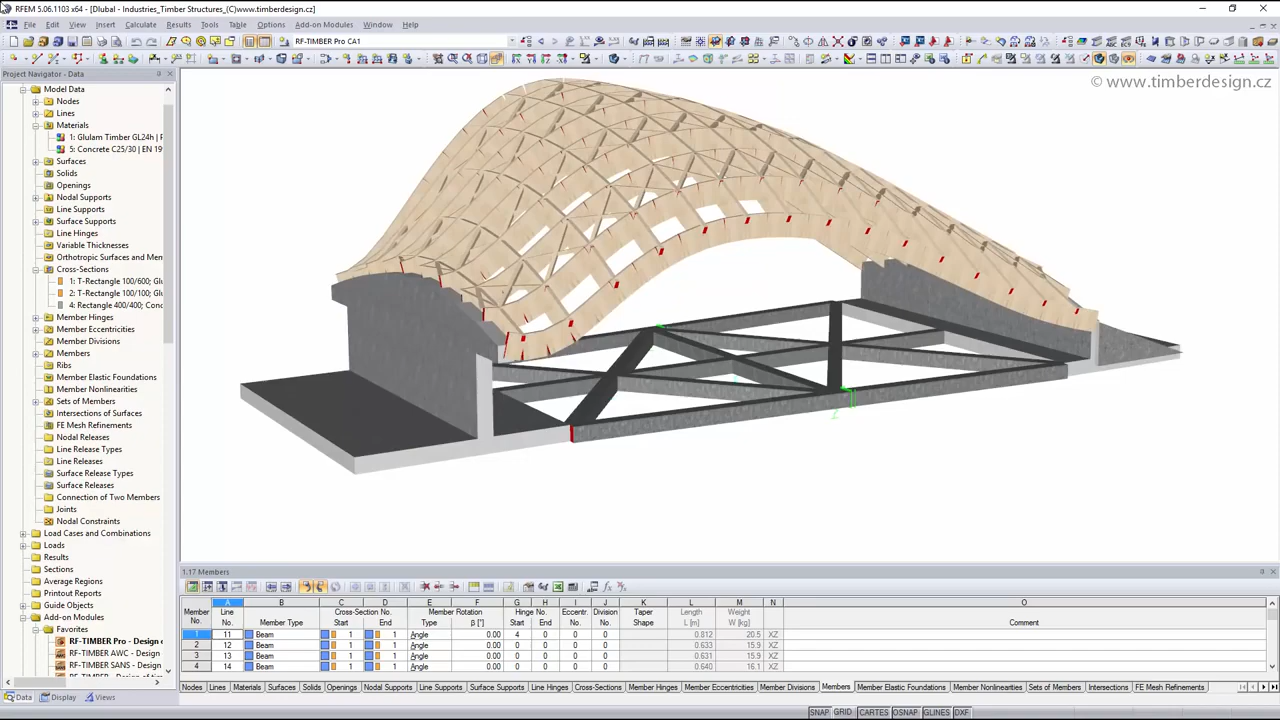 RFEM 5.06.1103 x64 - [Dlubal - Industries_Timber Structures_(C)www.timberdesign.cz]
File Edit View Insert Calculate Results Tools Table Options Add-on Modules Window Help
RF-TIMBER Pro CA1
Project Navigator - Data
© www.timberdesign.cz
Model Data
Nodes
Lines
Materials
1: Glulam Timber GL24h |
5: Concrete C25/30 | EN 19
Surfaces
Solids
Openings
Nodal Supports
Line Supports
Surface Supports
Line Hinges
Variable Thicknesses
Orthotropic Surfaces and Mem
Cross-Sections
1: T-Rectangle 100/600; Glu
2: T-Rectangle 100/100; Glu
4: Rectangle 400/400; Conc
Member Hinges
Member Eccentricities
Member Divisions
Members
Ribs
Member Elastic Foundations
Member Nonlinearities
Sets of Members
Intersections of Surfaces
FE Mesh Refinements
Nodal Releases
Line Release Types
Line Releases
Surface Release Types
Surface Releases
Connection of Two Members
Joints
Nodal Constraints
Load Cases and Combinations
Loads
Results
Sections
Average Regions
Printout Reports
Guide Objects
Add-on Modules
Favorites
RF-TIMBER Pro - Design o
RF-TIMBER AWC - Design
RF-TIMBER SANS - Design
Data Display Views
1.17 Members
A B C D E F G H I J K L M N O
Member Line Cross-Section No. Member Rotation Hinge No. Eccentr. Division Taper Length Weight
No. No. Member Type Start End Type β [°] Start End No. No. Shape L [m] W [kg] Comment
1 11 Beam 1 1 Angle 0.00 4 0 0 0 0.812 20.5 XZ
2 12 Beam 1 1 Angle 0.00 0 0 0 0 0.633 15.9 XZ
3 13 Beam 1 1 Angle 0.00 0 0 0 0 0.631 15.9 XZ
4 14 Beam 1 1 Angle 0.00 0 0 0 0 0.640 16.1 XZ
Nodes Lines Materials Surfaces Solids Openings Nodal Supports Line Supports Surface Supports Line Hinges Cross-Sections Member Hinges Member Eccentricities Member Divisions Members Member Elastic Foundations Member Nonlinearities Sets of Members Intersections FE Mesh Refinements
SNAP GRID CARTES OSNAP GLINES DXF